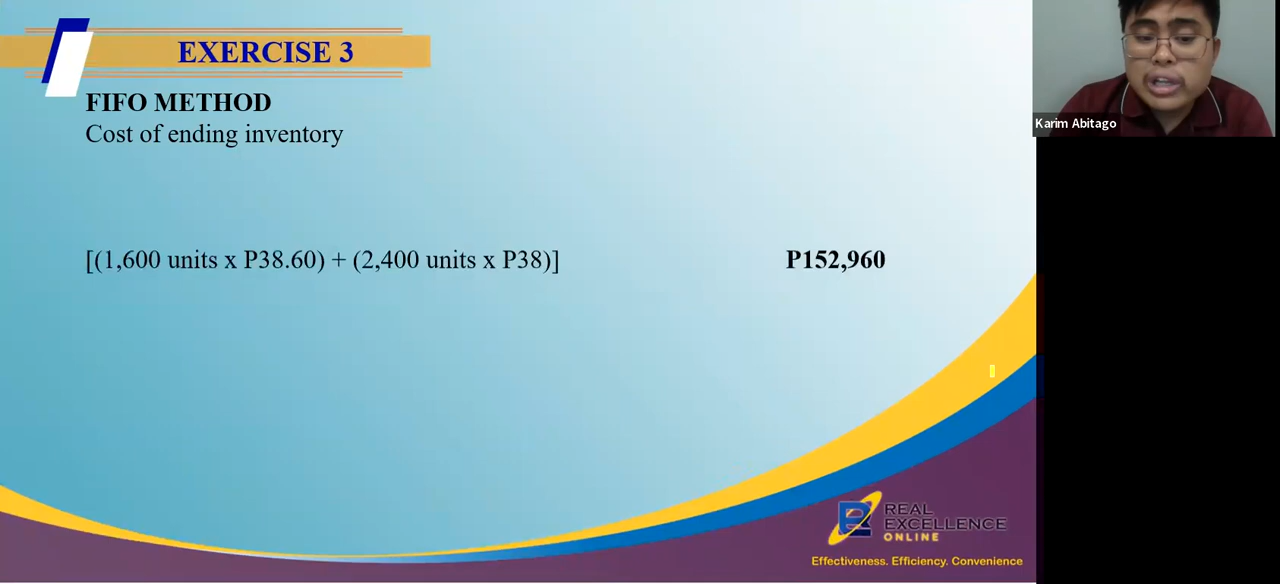 EXERCISE 3
FIFO METHOD
Cost of ending inventory
[(1,600 units x P38.60) + (2,400 units x P38)] P152,960
Karim Abitago
REAL
EXCELLENCE
ONLINE
Effectiveness. Efficiency. Convenience